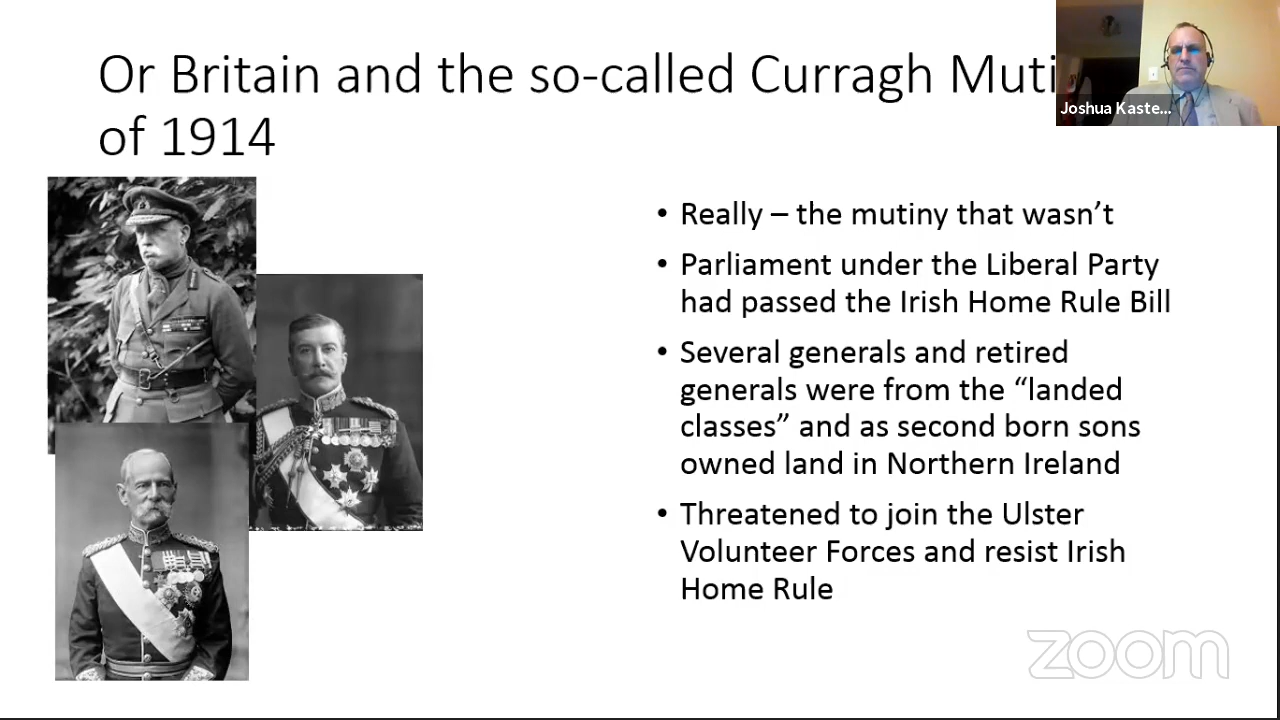 Or Britain and the so-called Curragh Muti
of 1914
Joshua Kaste...
• Really – the mutiny that wasn’t
• Parliament under the Liberal Party
had passed the Irish Home Rule Bill
• Several generals and retired
generals were from the “landed
classes” and as second born sons
owned land in Northern Ireland
• Threatened to join the Ulster
Volunteer Forces and resist Irish
Home Rule
zoom